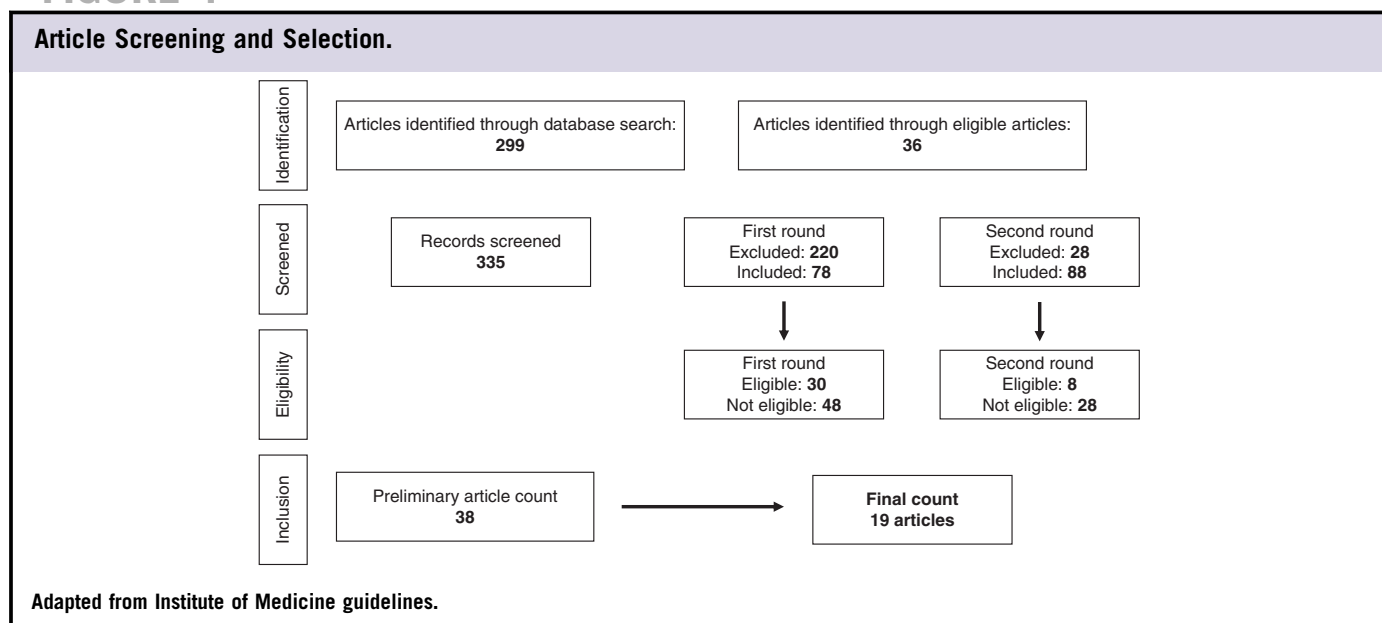 FIGURE 1
Article Screening and Selection.
Identification
Articles identified through database search:
299
Articles identified through eligible articles:
36
Screened
Records screened
335
First round
Excluded: 220
Included: 78
Second round
Excluded: 28
Included: 88
Eligibility
First round
Eligible: 30
Not eligible: 48
Second round
Eligible: 8
Not eligible: 28
Inclusion
Preliminary article count
38
Final count
19 articles
Adapted from Institute of Medicine guidelines.